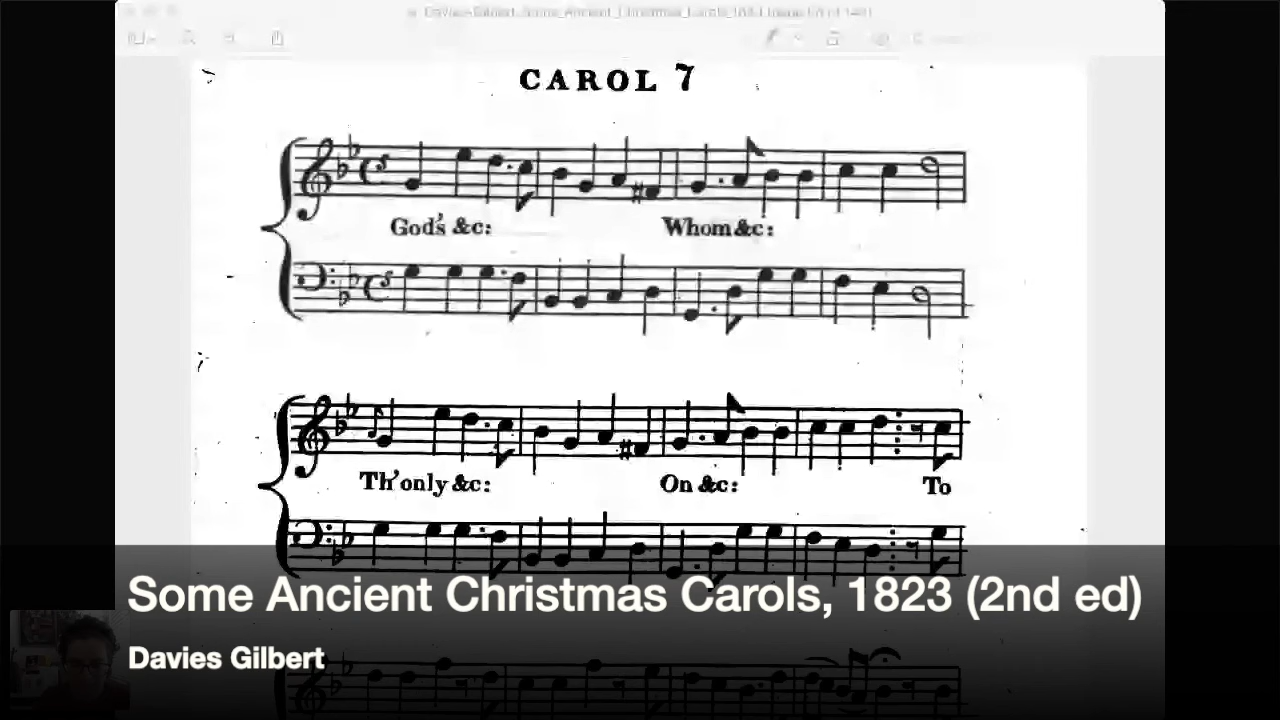 CAROL 7
God's &c: Whom &c:
Th'only &c: On &c: To
Some Ancient Christmas Carols, 1823 (2nd ed)
Davies Gilbert